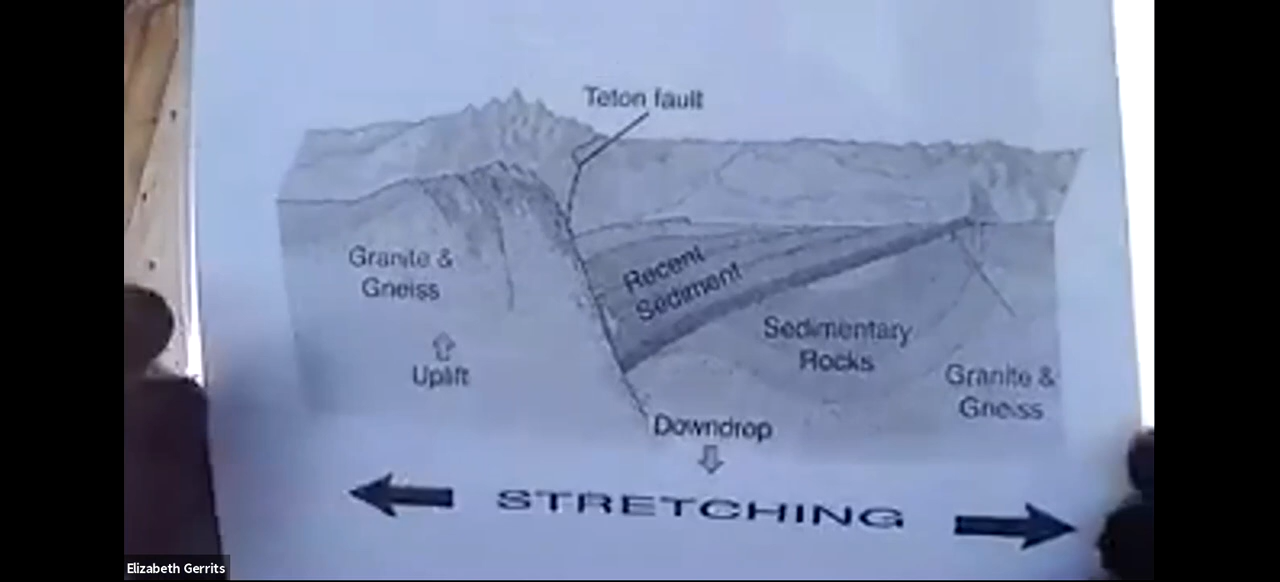 Teton fault
Granite &
Gneiss
Recent
Sediment
Sedimentary
Rocks
Uplift
Granite &
Gneiss
Downdrop
STRETCHING
Elizabeth Gerrits